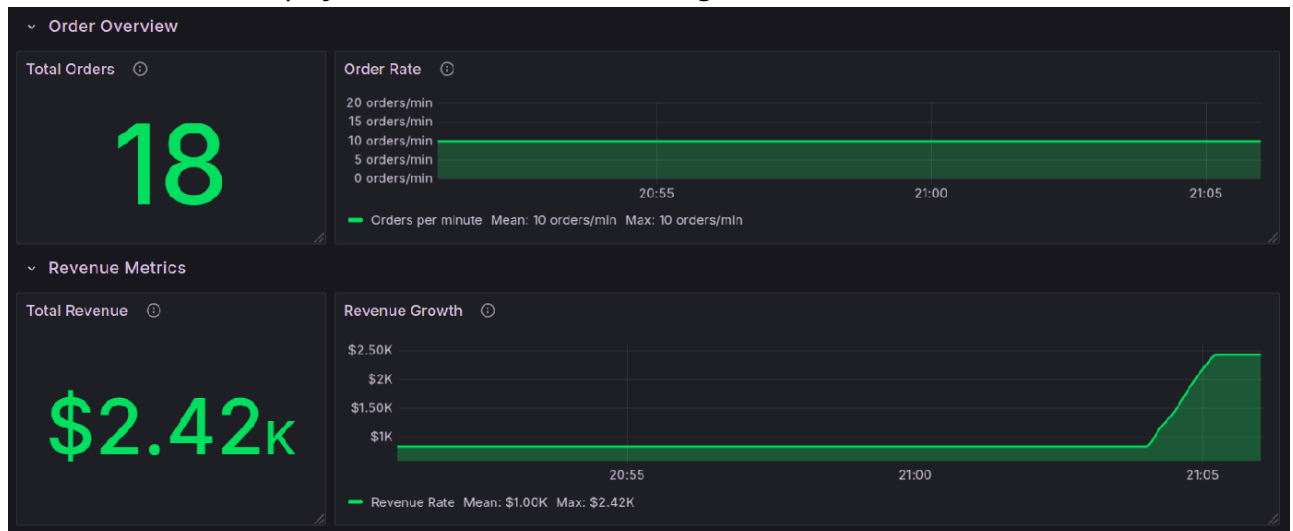 Order Overview
Total Orders
18
Order Rate
20 orders/min
15 orders/min
10 orders/min
5 orders/min
0 orders/min
20:55 21:00 21:05
Orders per minute Mean: 10 orders/min Max: 10 orders/min
Revenue Metrics
Total Revenue
$2.42K
Revenue Growth
$2.50K
$2K
$1.50K
$1K
20:55 21:00 21:05
Revenue Rate Mean: $1.00K Max: $2.42K